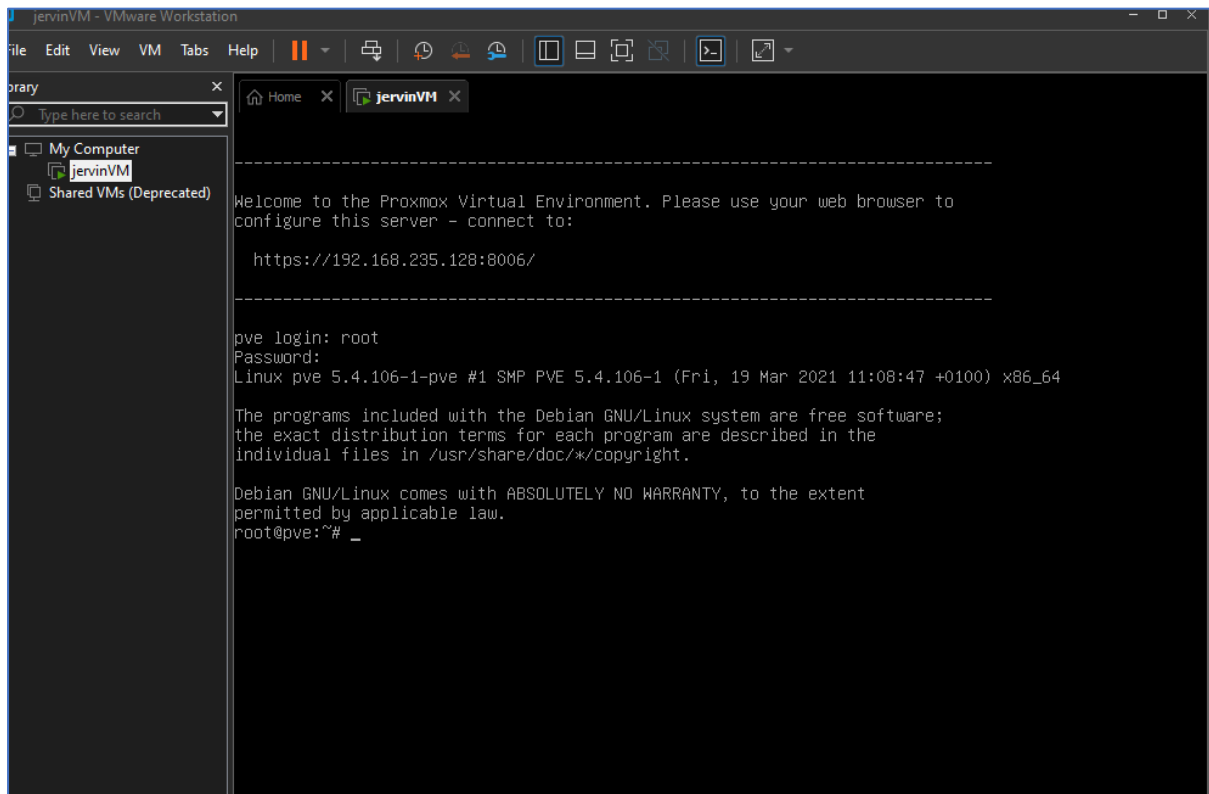 jervinVM - VMware Workstation
File Edit View VM Tabs Help
brary
Type here to search
My Computer
jervinVM
Shared VMs (Deprecated)
Home jervinVM
--------------------------------------------------------------------------------
Welcome to the Proxmox Virtual Environment. Please use your web browser to
configure this server - connect to:
https://192.168.235.128:8006/
--------------------------------------------------------------------------------
pve login: root
Password:
Linux pve 5.4.106-1-pve #1 SMP PVE 5.4.106-1 (Fri, 19 Mar 2021 11:08:47 +0100) x86_64
The programs included with the Debian GNU/Linux system are free software;
the exact distribution terms for each program are described in the
individual files in /usr/share/doc/*/copyright.
Debian GNU/Linux comes with ABSOLUTELY NO WARRANTY, to the extent
permitted by applicable law.
root@pve:~# _